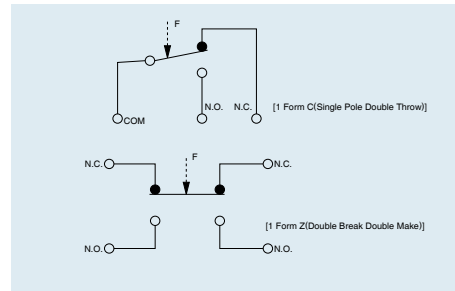 F
COM
N.O. N.C. [1 Form C(Single Pole Double Throw)]
N.C. F N.C.
[1 Form Z(Double Break Double Make)]
N.O. N.O.